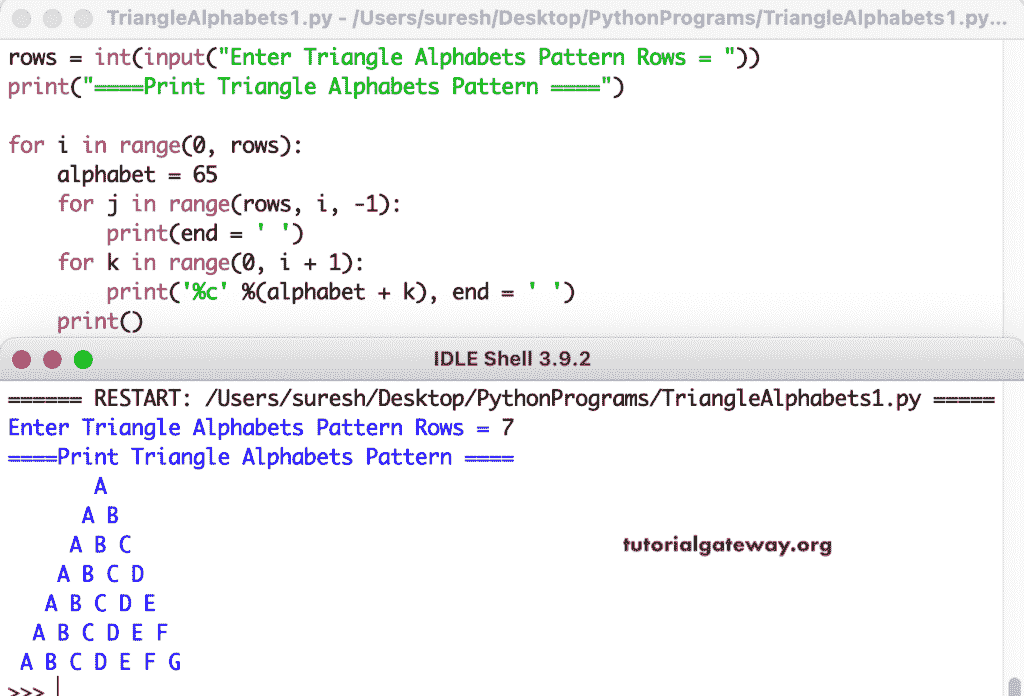 TriangleAlphabets1.py - /Users/suresh/Desktop/PythonPrograms/TriangleAlphabets1.py...
rows = int(input("Enter Triangle Alphabets Pattern Rows = "))
print("====Print Triangle Alphabets Pattern ====")

for i in range(0, rows):
    alphabet = 65
    for j in range(rows, i, -1):
        print(end = ' ')
    for k in range(0, i + 1):
        print('%c' %(alphabet + k), end = ' ')
    print()
IDLE Shell 3.9.2
====== RESTART: /Users/suresh/Desktop/PythonPrograms/TriangleAlphabets1.py =====
Enter Triangle Alphabets Pattern Rows = 7
====Print Triangle Alphabets Pattern ====
       A
      A B
     A B C
tutorialgateway.org
    A B C D
   A B C D E
  A B C D E F
 A B C D E F G
>>>